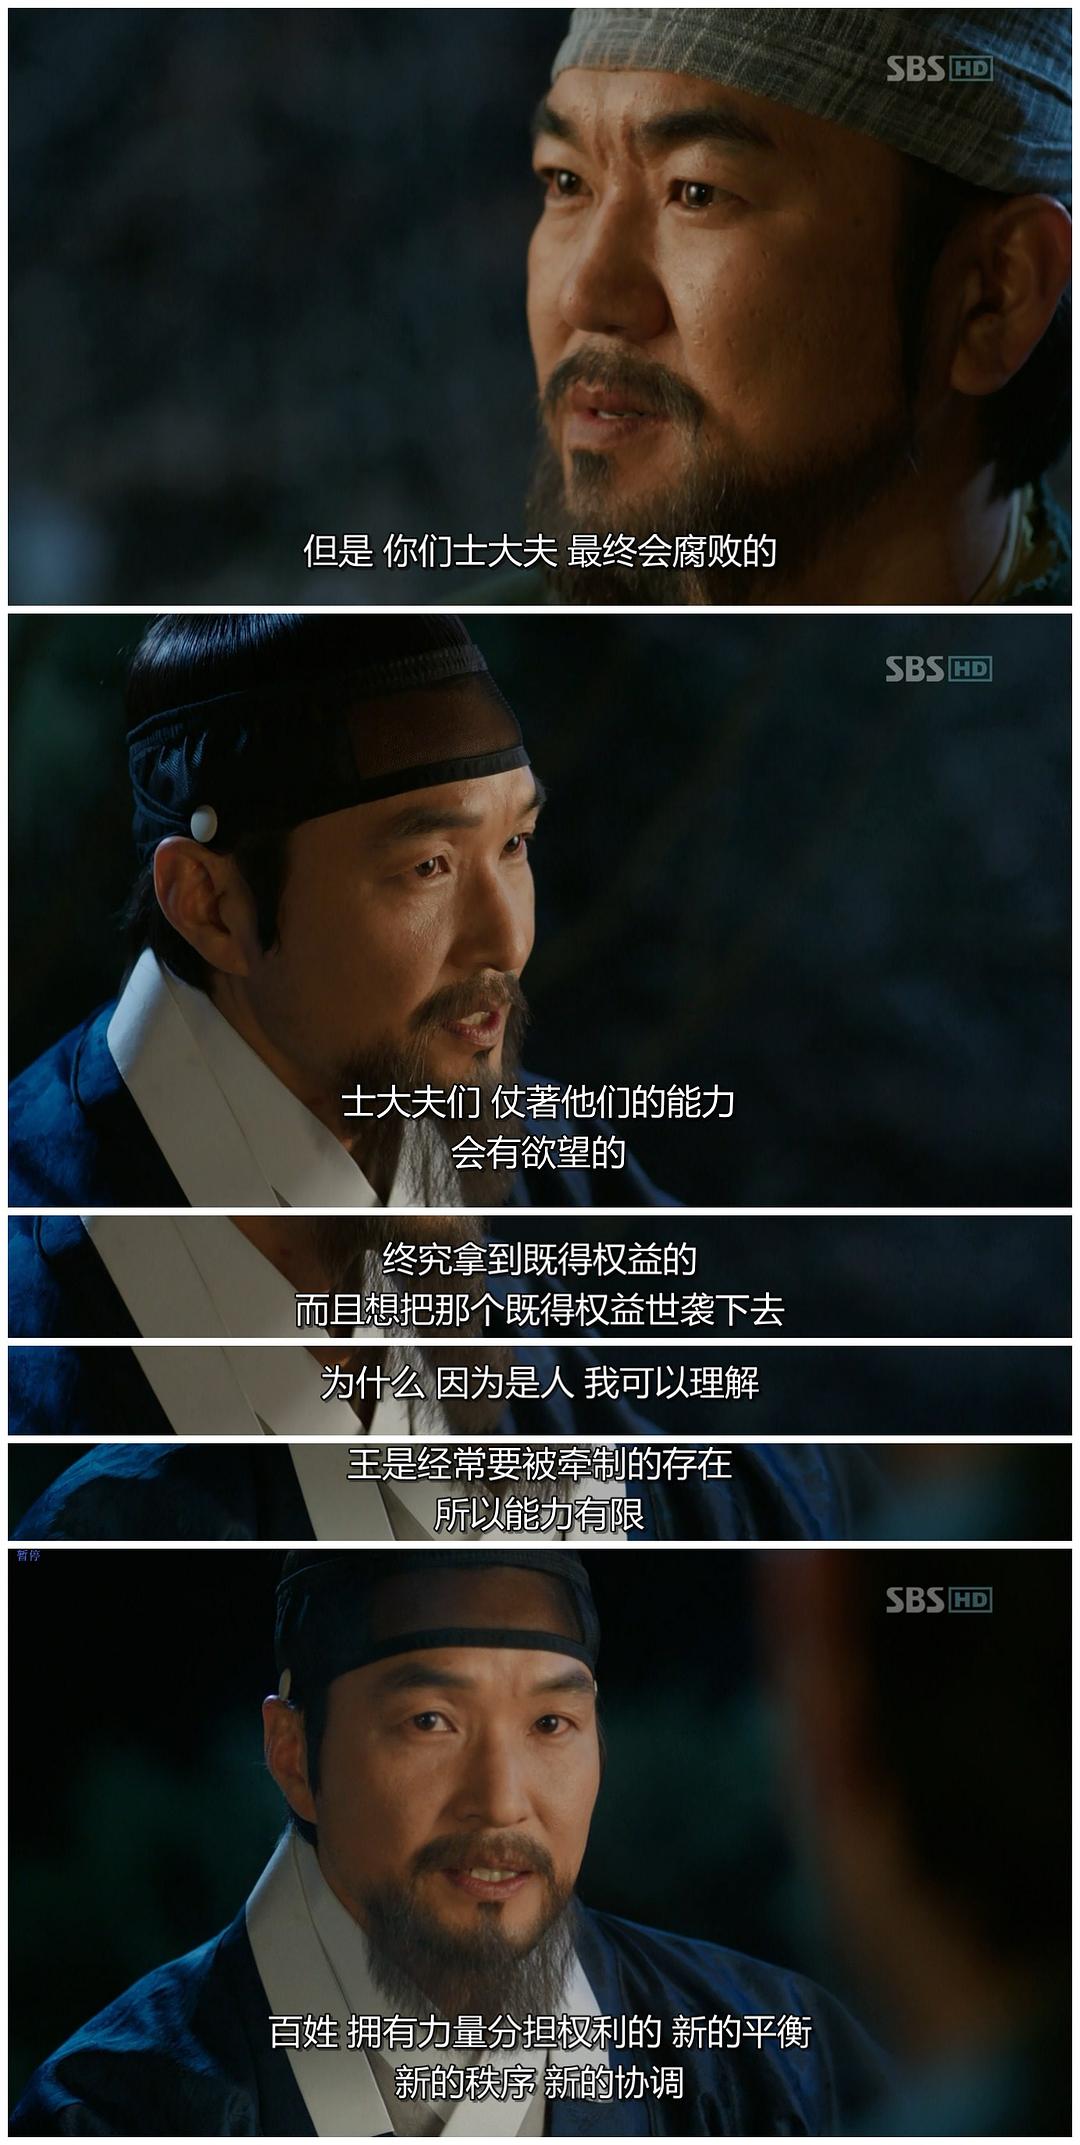 SBS HD
但是 你们士大夫 最终会腐败的
SBS HD
士大夫们 仗著他们的能力
会有欲望的
终究拿到既得权益的
而且想把那个既得权益世袭下去
为什么 因为是人 我可以理解
王是经常要被牵制的存在
所以能力有限
暂停
SBS HD
百姓 拥有力量分担权利的 新的平衡
新的秩序 新的协调